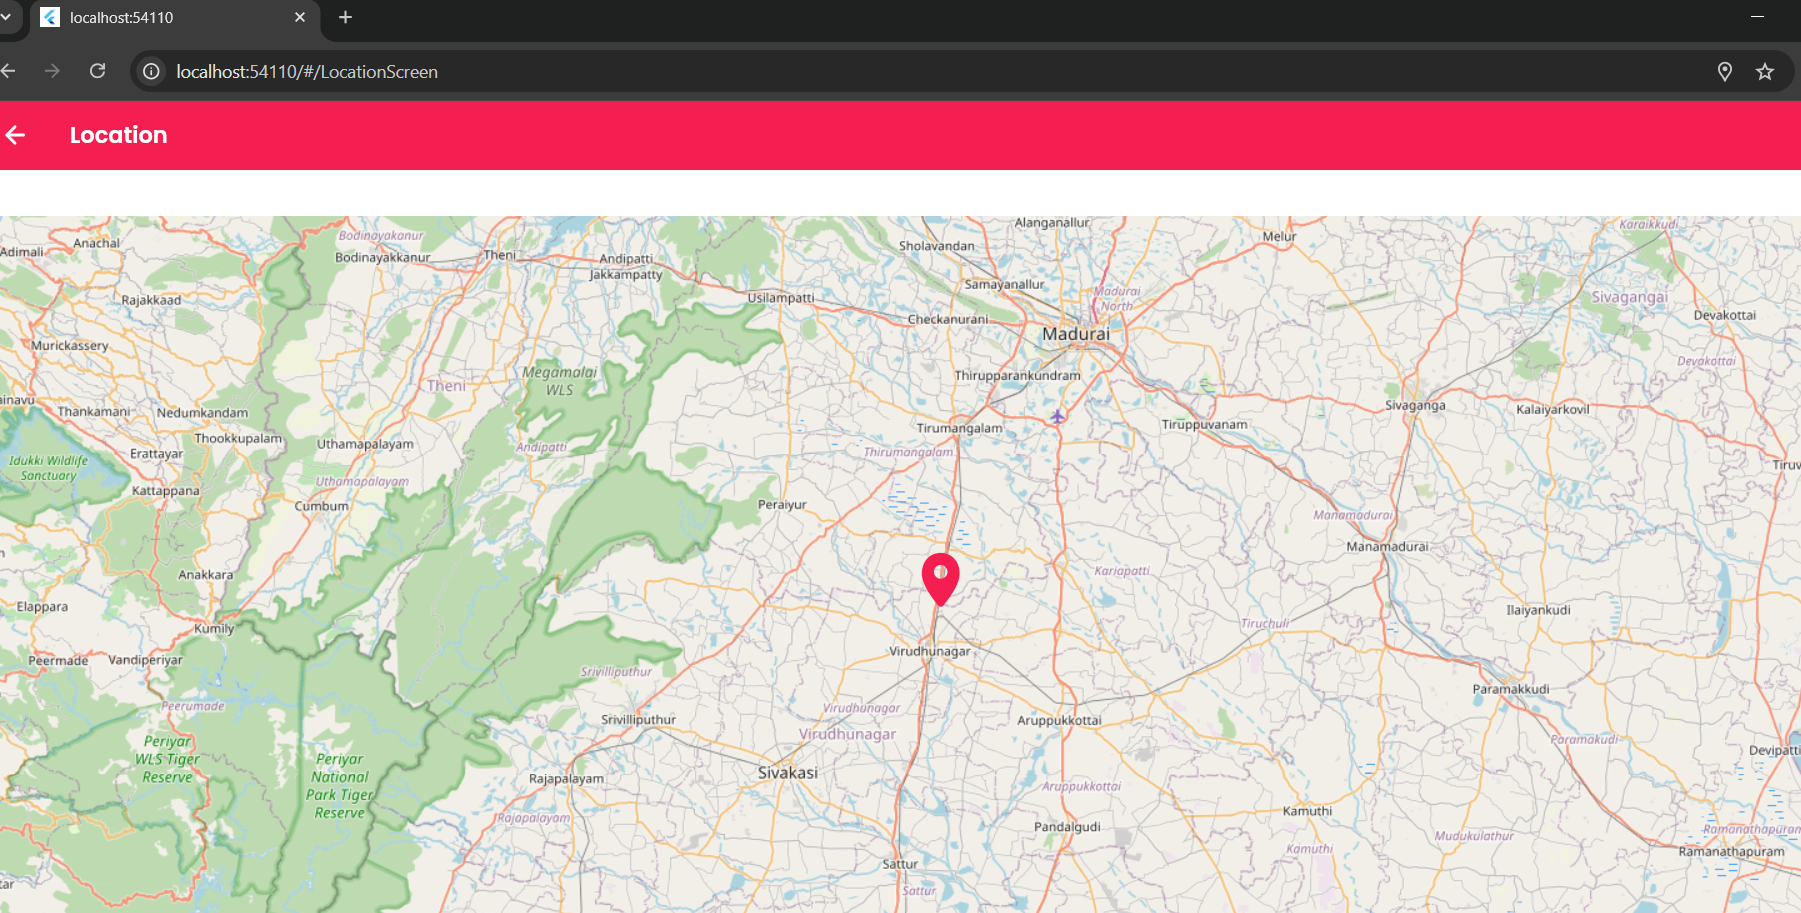 localhost:54110
localhost:54110/#/LocationScreen
Location
Alanganallur
Karaikkudi
Bodinayakanur
Anachal
Adimali
Melur
Sholavandan
Theni
Bodinayakkanur
Andipatti
Jakkampatty
Samayanallur
Madurai
North
Rajakkad
Usilampatti
Sivagangai
Checkanurani
Devakottai
Madurai
Murickassery
Devakottai
Megamalai
WLS
Thirupparankundram
Theni
ainavu
Thankamani
Nedumkandam
Sivaganga
Kalaiyarkovil
Tirumangalam
Tiruppuvanam
Thookkupalam
Uthamapalayam
Andipatti
Thirumangalam
Erattayar
Idukki Wildlife
Sanctuary
Tiruv
Uthamapalayam
Kattappana
Cumbum
Peraiyur
Manamadurai
Manamadurai
Anakkara
Kariapatti
Elappara
Ilaiyankudi
Kumily
Tiruchuli
Virudhunagar
Peermade
Vandiperiyar
Srivilliputhur
Paramakkudi
Peerumade
Virudhunagar
Srivilliputhur
Aruppukkottai
Virudhunagar
Periyar
WLS Tiger
Reserve
Paramakudi
Devipatti
Periyar
National
Park Tiger
Reserve
Sivakasi
Rajapalayam
Aruppukkottai
Kamuthi
Rajapalayam
Pandalgudi
Mudukulathur
Ramanathapuram
Kamuthi
Ramanathapuram
Sattur
tar
Sattur